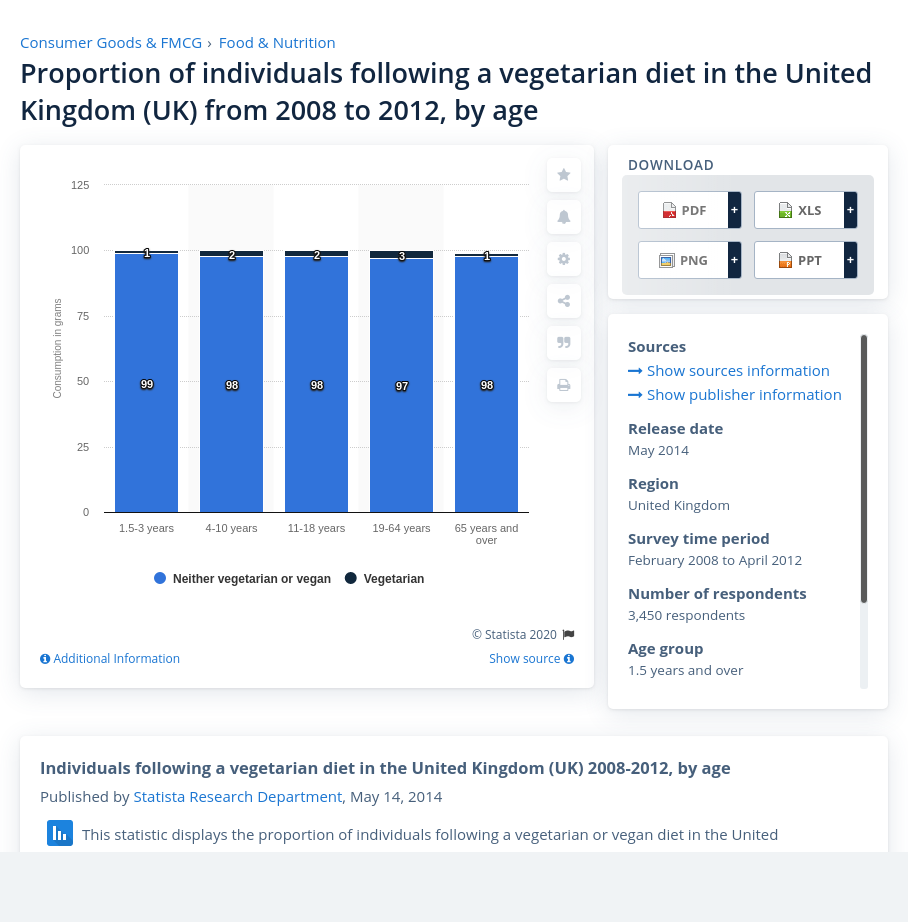 Consumer Goods & FMCG › Food & Nutrition
Proportion of individuals following a vegetarian diet in the United
Kingdom (UK) from 2008 to 2012, by age
125
100
75
50
25
0
Consumption in grams
1
2
2
3
1
99
98
98
97
98
1.5-3 years
4-10 years
11-18 years
19-64 years
65 years and
over
Neither vegetarian or vegan
Vegetarian
© Statista 2020
Additional Information
Show source
DOWNLOAD
PDF +
XLS +
PNG +
PPT +
Sources
Show sources information
Show publisher information
Release date
May 2014
Region
United Kingdom
Survey time period
February 2008 to April 2012
Number of respondents
3,450 respondents
Age group
1.5 years and over
Individuals following a vegetarian diet in the United Kingdom (UK) 2008-2012, by age
Published by Statista Research Department, May 14, 2014
This statistic displays the proportion of individuals following a vegetarian or vegan diet in the United